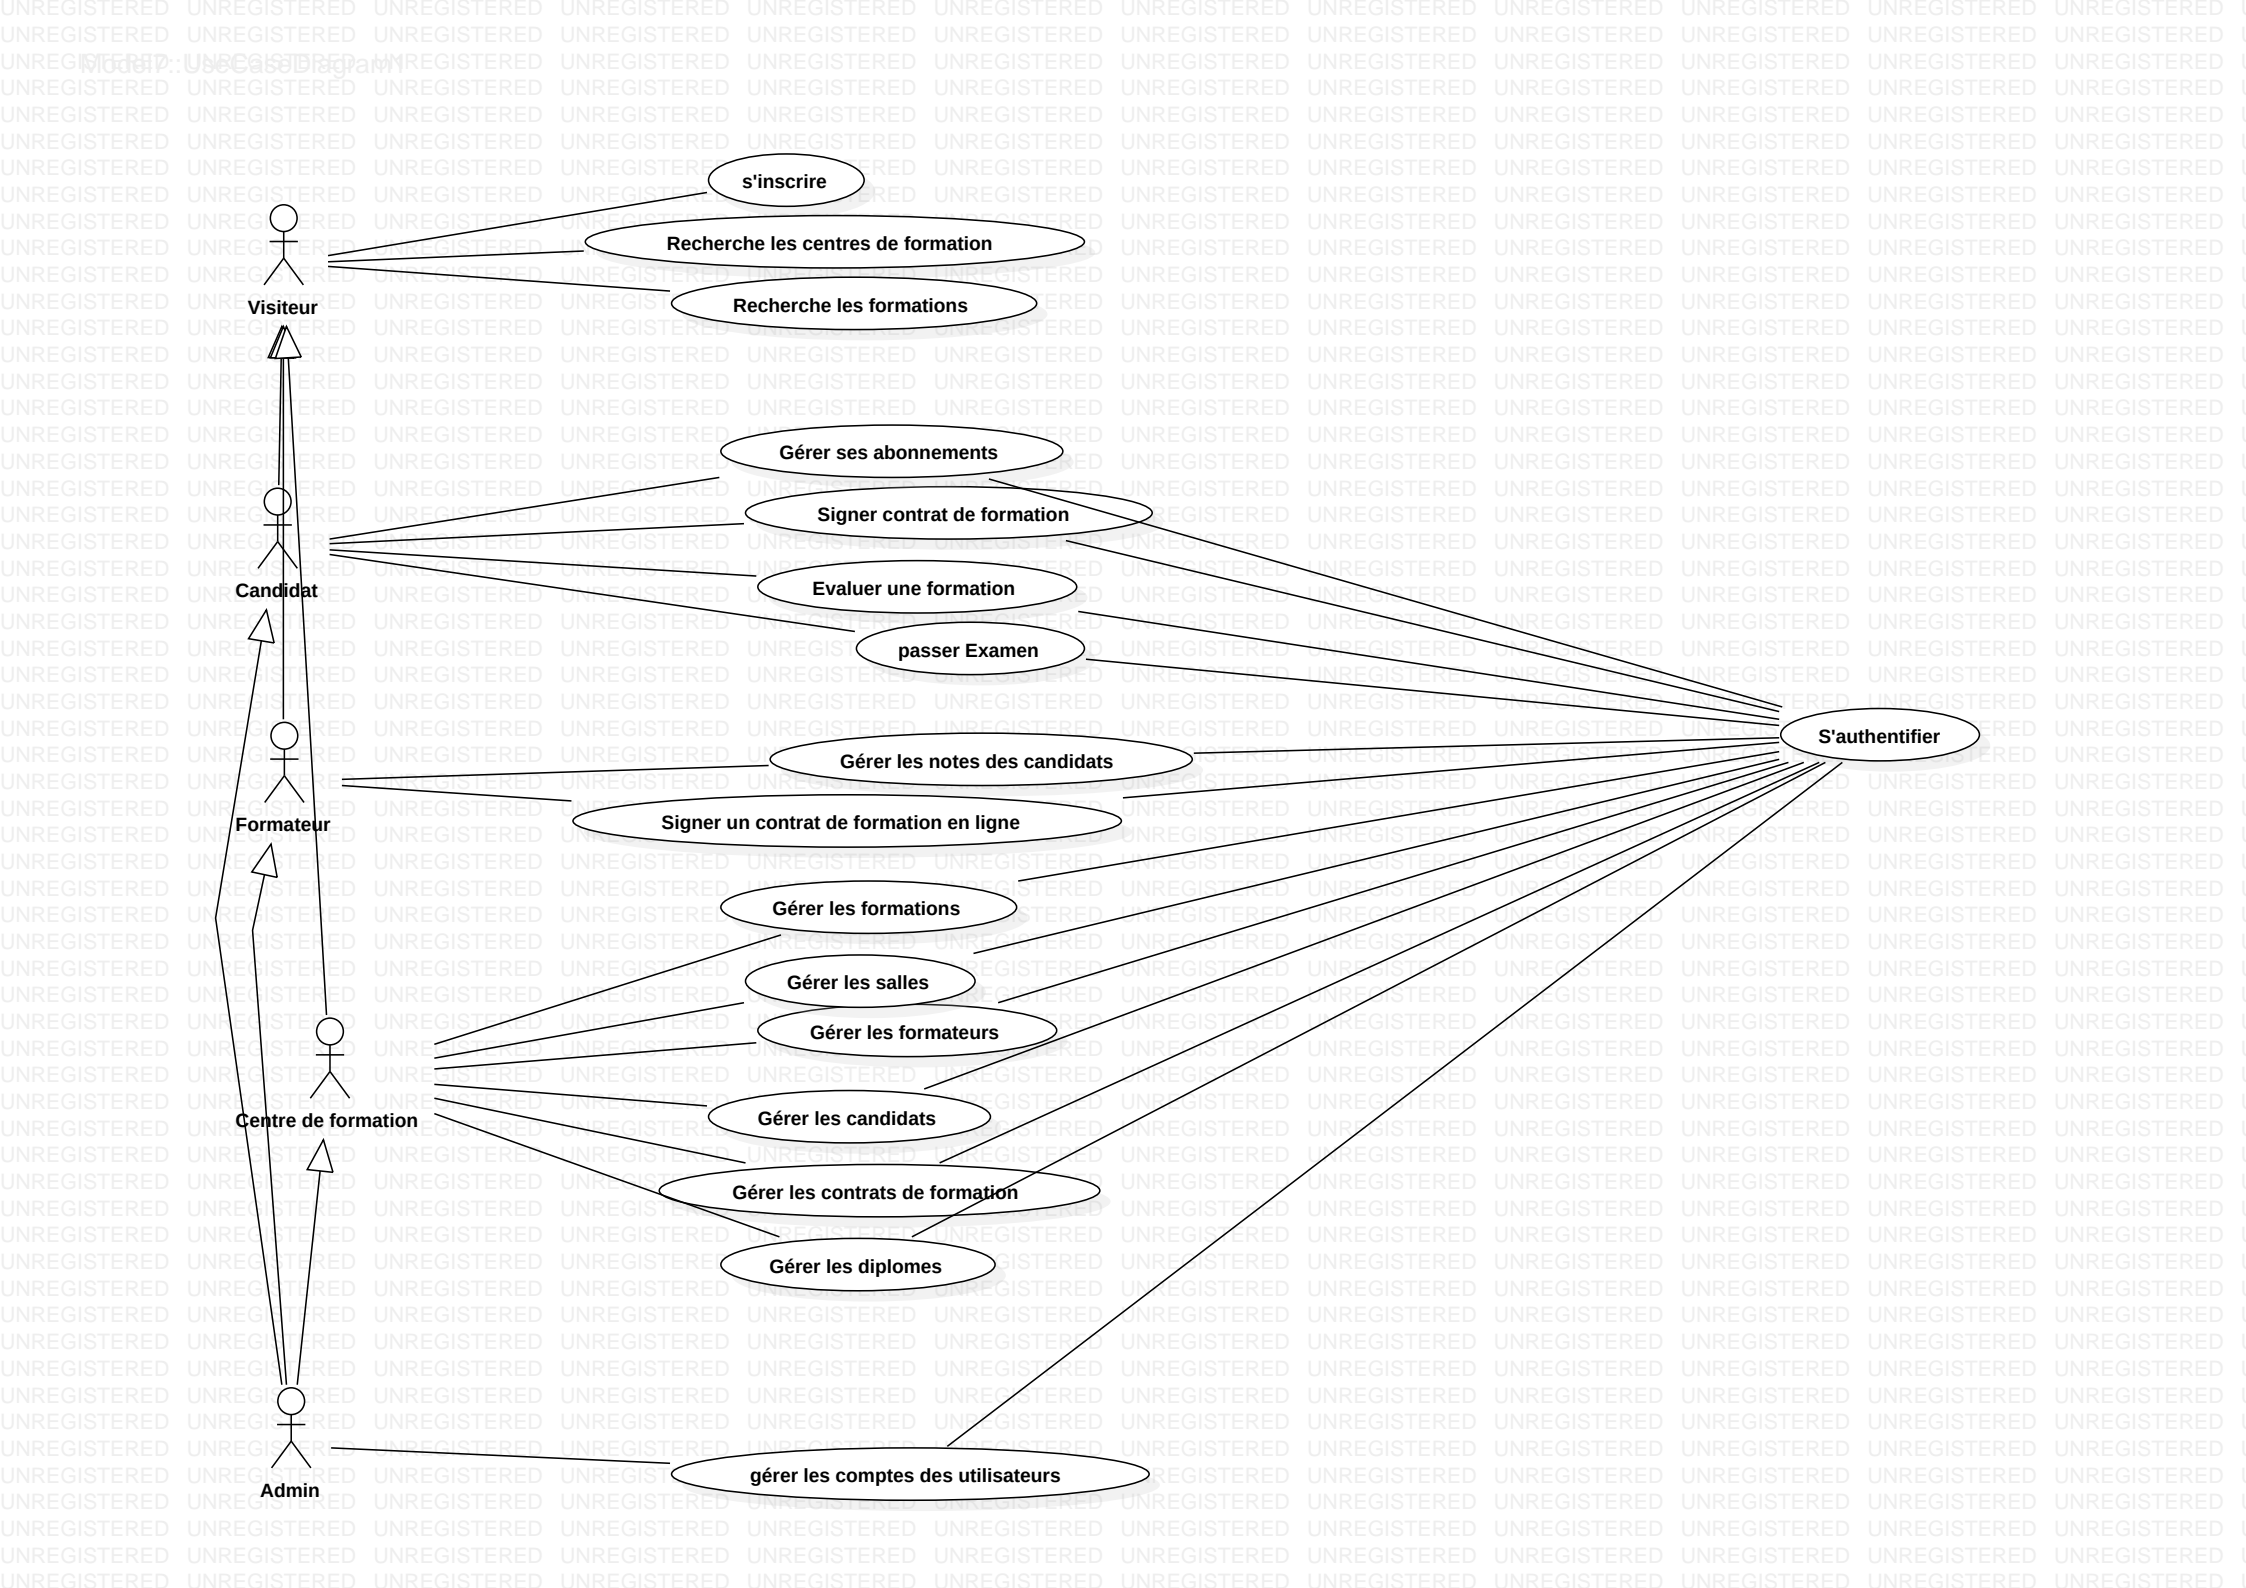 Model7::UseCaseDiagram1
s'inscrire
Recherche les centres de formation
Recherche les formations
Visiteur
Gérer ses abonnements
Signer contrat de formation
Evaluer une formation
Candidat
passer Examen
S'authentifier
Gérer les notes des candidats
Signer un contrat de formation en ligne
Formateur
Gérer les formations
Gérer les salles
Gérer les formateurs
Gérer les candidats
Centre de formation
Gérer les contrats de formation
Gérer les diplomes
gérer les comptes des utilisateurs
Admin
UNREGISTERED